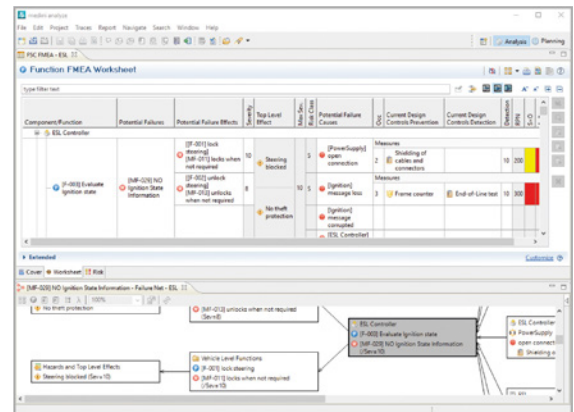 medini analyze
File Edit Project Traces Report Navigate Search Window Help
Analysis Planning
FSC FMEA - ESL
Function FMEA Worksheet
type filter text
Component/Function
Potential Failures
Potential Failure Effects
Severity
Top Level Effect
Max Sev.
Risk Class
Potential Failure Causes
Occ
Current Design Controls Prevention
Current Design Controls Detection
Detection
RPN
S×O
ESL Controller
[F-003] Evaluate Ignition state
[MF-029] NO Ignition State Information
[F-001] lock steering]
[MF-011] locks when not required
10
Steering blocked
5
[PowerSupply] open connection
Measures
2
Shielding of cables and connectors
10 200
[F-002] unlock steering]
[MF-013] unlocks when not required
8
No theft protection
[Ignition] message loss
Measures
3
Frame counter
End-of-Line test
10 300
[Ignition] message corrupted
[ESL Controller]
Extended
Customize
Cover Worksheet Risk
[MF-029] NO Ignition State Information - Failure Net - ESL
100%
No theft protection
[MF-013] unlocks when not required
(Sev=8)
ESL Controller
[F-003] Evaluate Ignition state
[MF-029] NO Ignition State Information
(/Sev=10)
ESL Controller
PowerSupply
open connect
Shielding o
Hazards and Top Level Effects
Steering blocked (Sev=10)
Vehicle Level Functions
[F-001] lock steering
[MF-011] locks when not required
(/Sev=10)